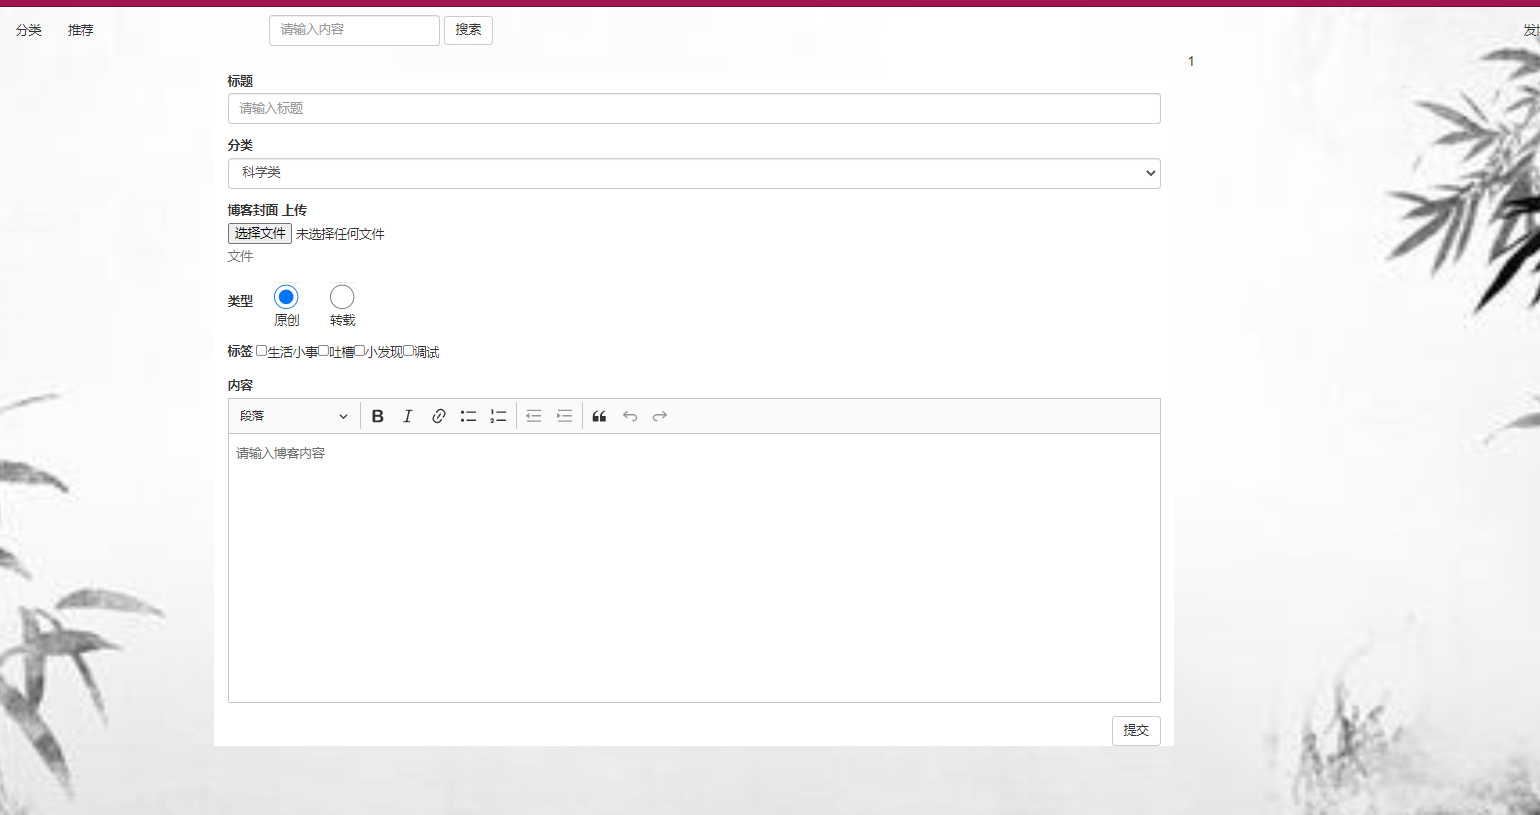 分类 推荐 请输入内容 搜索 发
1
标题
请输入标题
分类
科学类
博客封面 上传
选择文件 未选择任何文件
文件
类型 原创 转载
标签 生活小事 吐槽 小发现 调试
内容
段落 B I
请输入博客内容
提交